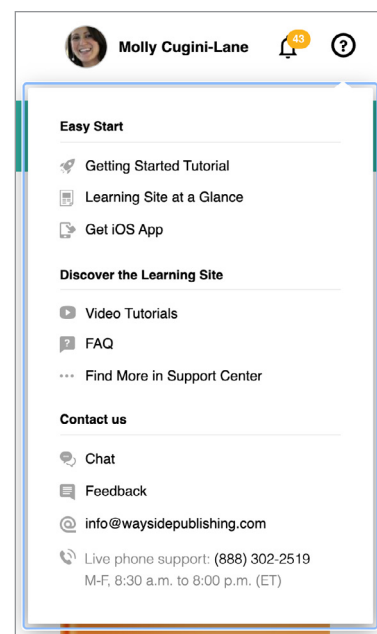 Molly Cugini-Lane
43
?
Easy Start
Getting Started Tutorial
Learning Site at a Glance
Get iOS App
Discover the Learning Site
Video Tutorials
?
FAQ
Find More in Support Center
Contact us
Chat
Feedback
@
info@waysidepublishing.com
Live phone support: (888) 302-2519
M-F, 8:30 a.m. to 8:00 p.m. (ET)